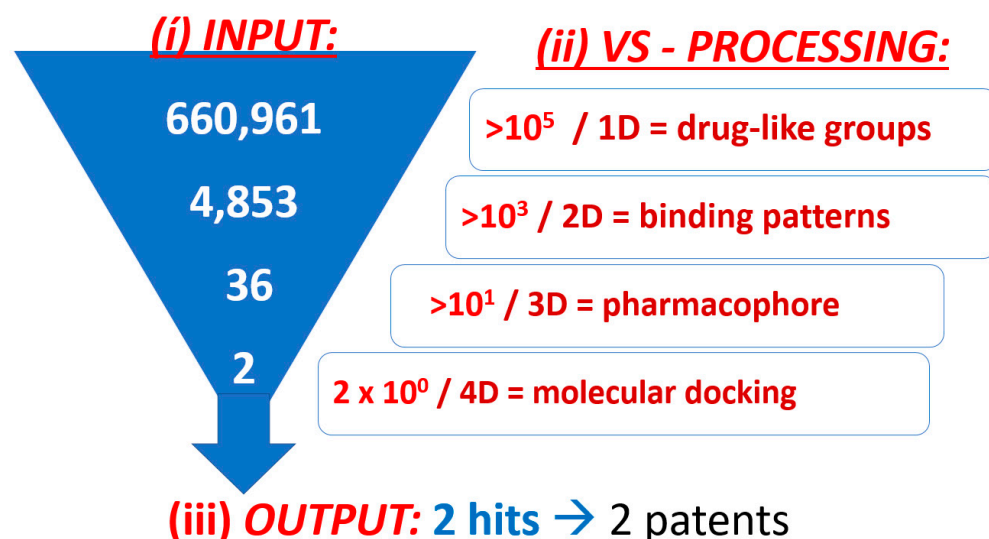 (i) INPUT:
(ii) VS - PROCESSING:
660,961
>10⁵ / 1D = drug-like groups
4,853
>10³ / 2D = binding patterns
36
>10¹ / 3D = pharmacophore
2
2 x 10⁰ / 4D = molecular docking
(iii) OUTPUT: 2 hits → 2 patents